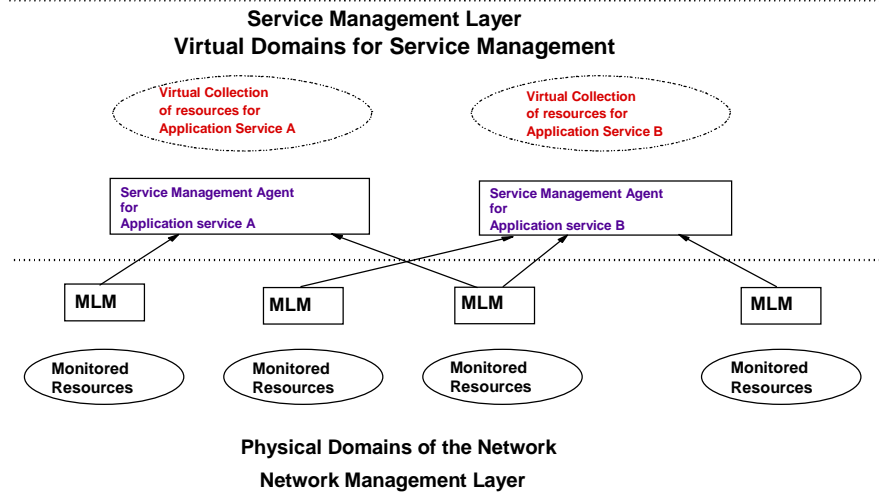 Service Management Layer
Virtual Domains for Service Management
Virtual Collection
of resources for
Application Service A
Virtual Collection
of resources for
Application Service B
Service Management Agent
for
Application service A
Service Management Agent
for
Application service B
MLM
MLM
MLM
MLM
Monitored
Resources
Monitored
Resources
Monitored
Resources
Monitored
Resources
Physical Domains of the Network
Network Management Layer